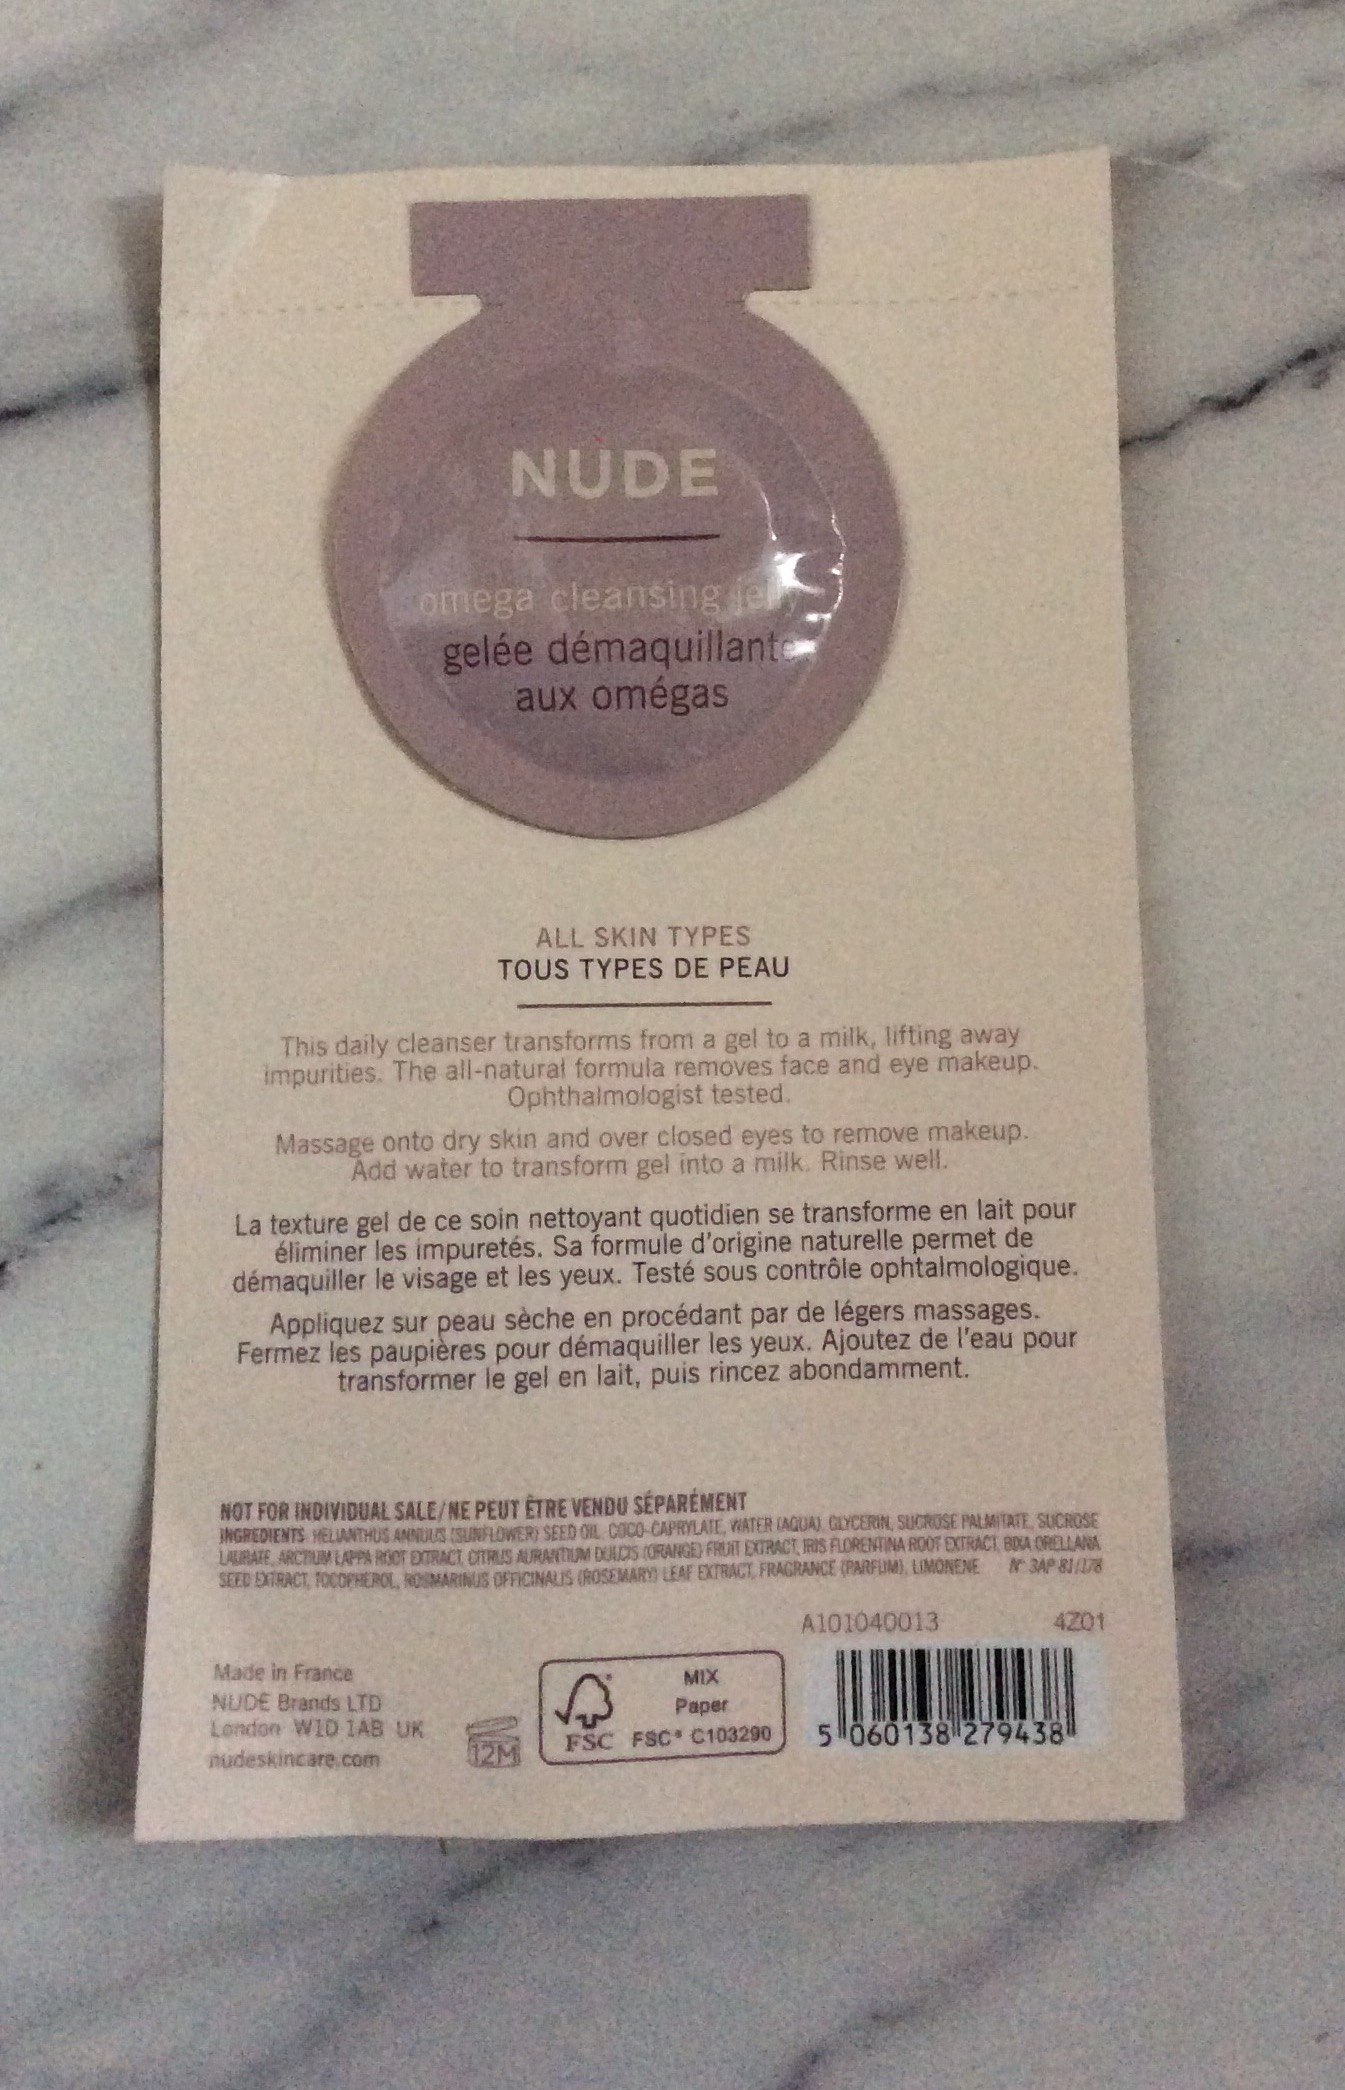 NUDE
omega cleansing jelly
gelée démaquillante
aux omégas
ALL SKIN TYPES
TOUS TYPES DE PEAU
This daily cleanser transforms from a gel to a milk, lifting away
impurities. The all-natural formula removes face and eye makeup.
Ophthalmologist tested.
Massage onto dry skin and over closed eyes to remove makeup.
Add water to transform gel into a milk. Rinse well.
La texture gel de ce soin nettoyant quotidien se transforme en lait pour
éliminer les impuretés. Sa formule d'origine naturelle permet de
démaquiller le visage et les yeux. Testé sous contrôle ophtalmologique.
Appliquez sur peau sèche en procédant par de légers massages.
Fermez les paupières pour démaquiller les yeux. Ajoutez de l'eau pour
transformer le gel en lait, puis rincez abondamment.
NOT FOR INDIVIDUAL SALE/NE PEUT ÊTRE VENDU SÉPARÉMENT
INGREDIENTS HELIANTHUS ANNUUS (SUNFLOWER) SEED OIL, COCO-CAPRYLATE, WATER (AQUA), GLYCERIN, SUCROSE PALMITATE, SUCROSE
LAURATE, ARCTIUM LAPPA ROOT EXTRACT, CITRUS AURANTIUM DULCIS (ORANGE) FRUIT EXTRACT, IRIS FLORENTINA ROOT EXTRACT, BIXA ORELLANA
SEED EXTRACT, TOCOPHEROL, ROSMARINUS OFFICINALIS (ROSEMARY) LEAF EXTRACT, FRAGRANCE (PARFUM), LIMONENE N° 3AP 81/178
A101040013 4Z01
Made in France
NUDE Brands LTD
London W1D 1AB UK
nudeskincare.com
12M
FSC®
MIX
Paper
FSC® C103290
5 060138 279438